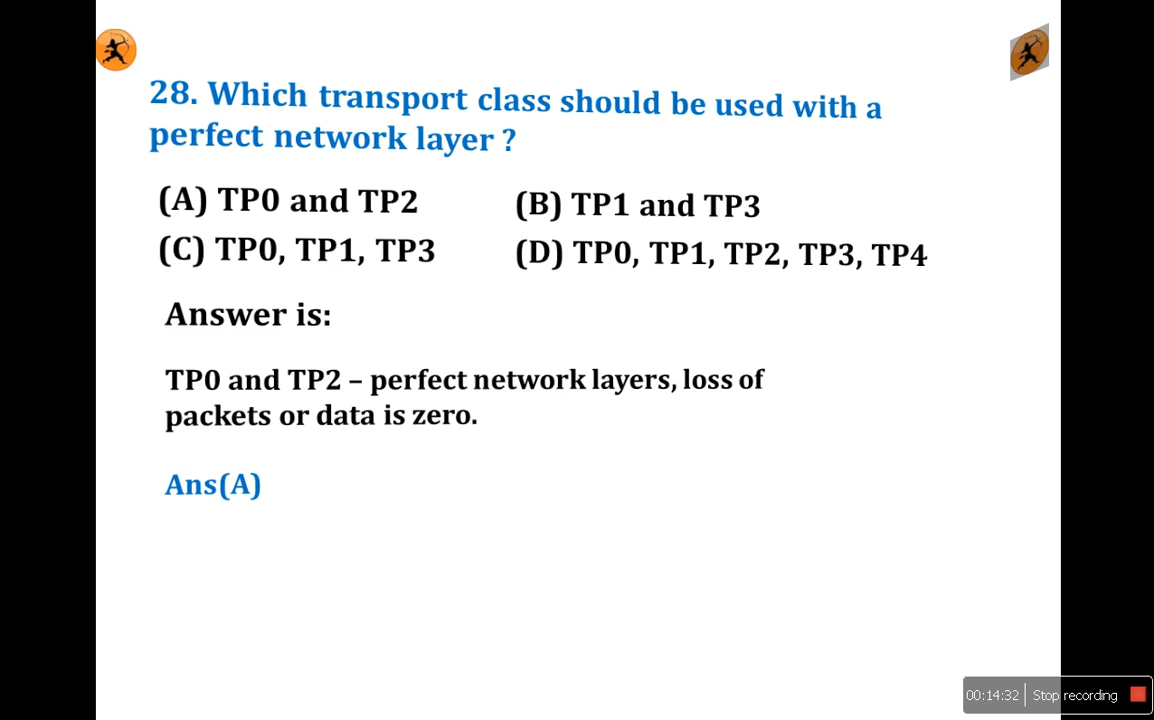 28. Which transport class should be used with a
perfect network layer ?
(A) TP0 and TP2 (B) TP1 and TP3
(C) TP0, TP1, TP3 (D) TP0, TP1, TP2, TP3, TP4
Answer is:
TP0 and TP2 – perfect network layers, loss of
packets or data is zero.
Ans(A)
00:14:32 Stop recording